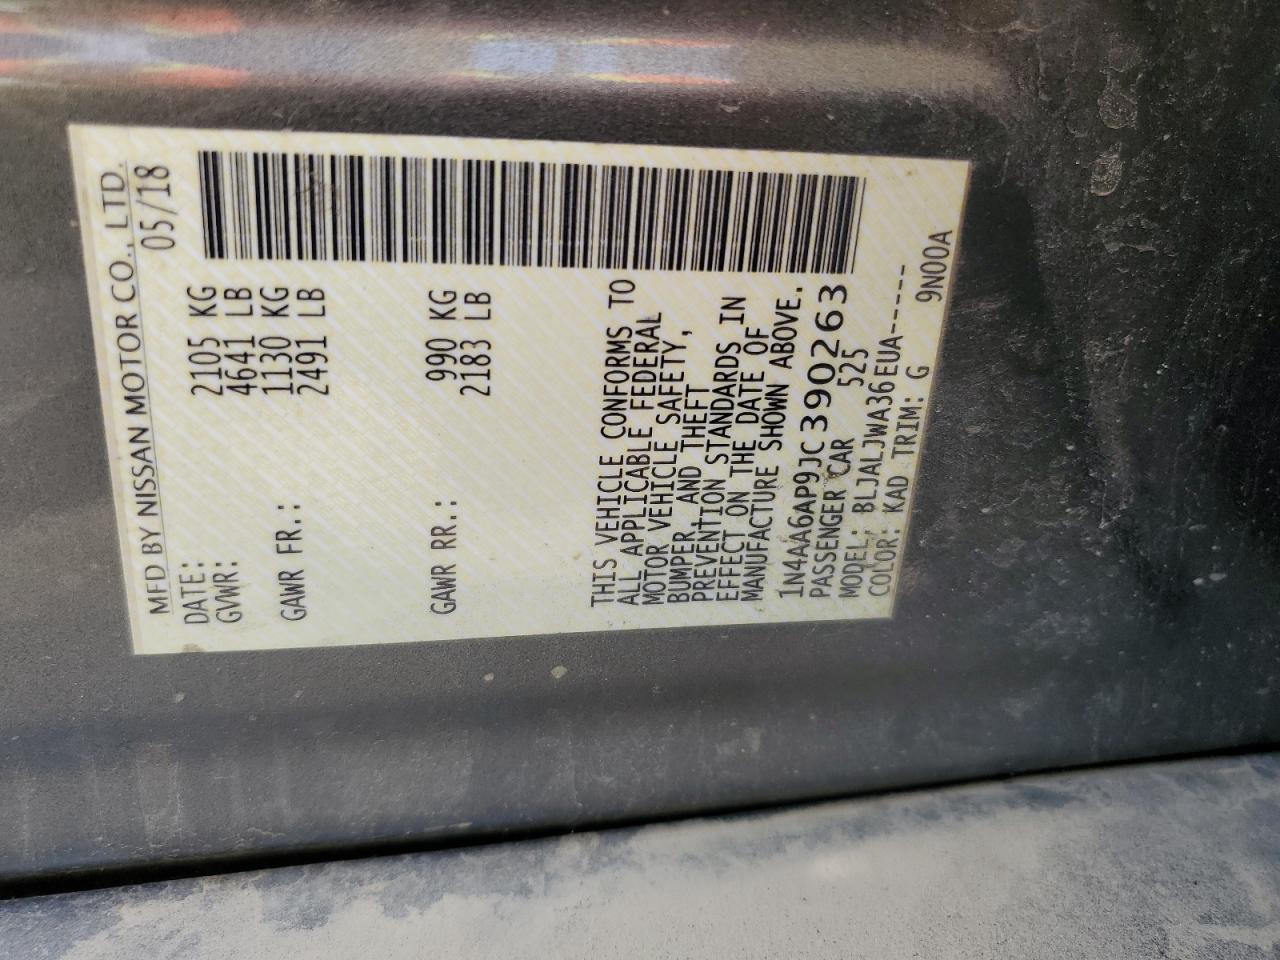 MFD BY NISSAN MOTOR CO., LTD.
DATE: 05/18
GVWR: 2105 KG
4641 LB
GAWR FR.: 1130 KG
2491 LB
GAWR RR.: 990 KG
2183 LB
THIS VEHICLE CONFORMS TO
ALL APPLICABLE FEDERAL
MOTOR VEHICLE SAFETY,
BUMPER AND THEFT
PREVENTION STANDARDS IN
EFFECT ON THE DATE OF
MANUFACTURE SHOWN ABOVE.
1N4AA6AP9JC390263
PASSENGER CAR 525
MODEL: BLJALJWA36EUA-----
COLOR: KAD TRIM: G 9N00A